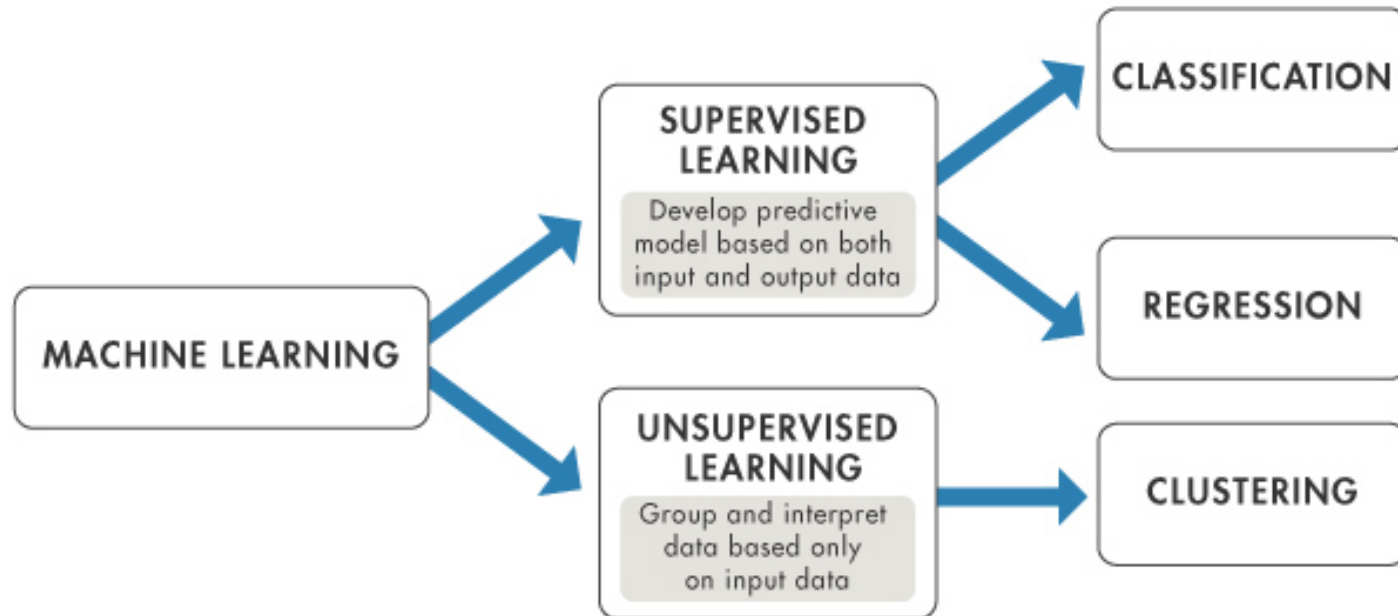 MACHINE LEARNING
SUPERVISED
LEARNING
Develop predictive
model based on both
input and output data
UNSUPERVISED
LEARNING
Group and interpret
data based only
on input data
CLASSIFICATION
REGRESSION
CLUSTERING